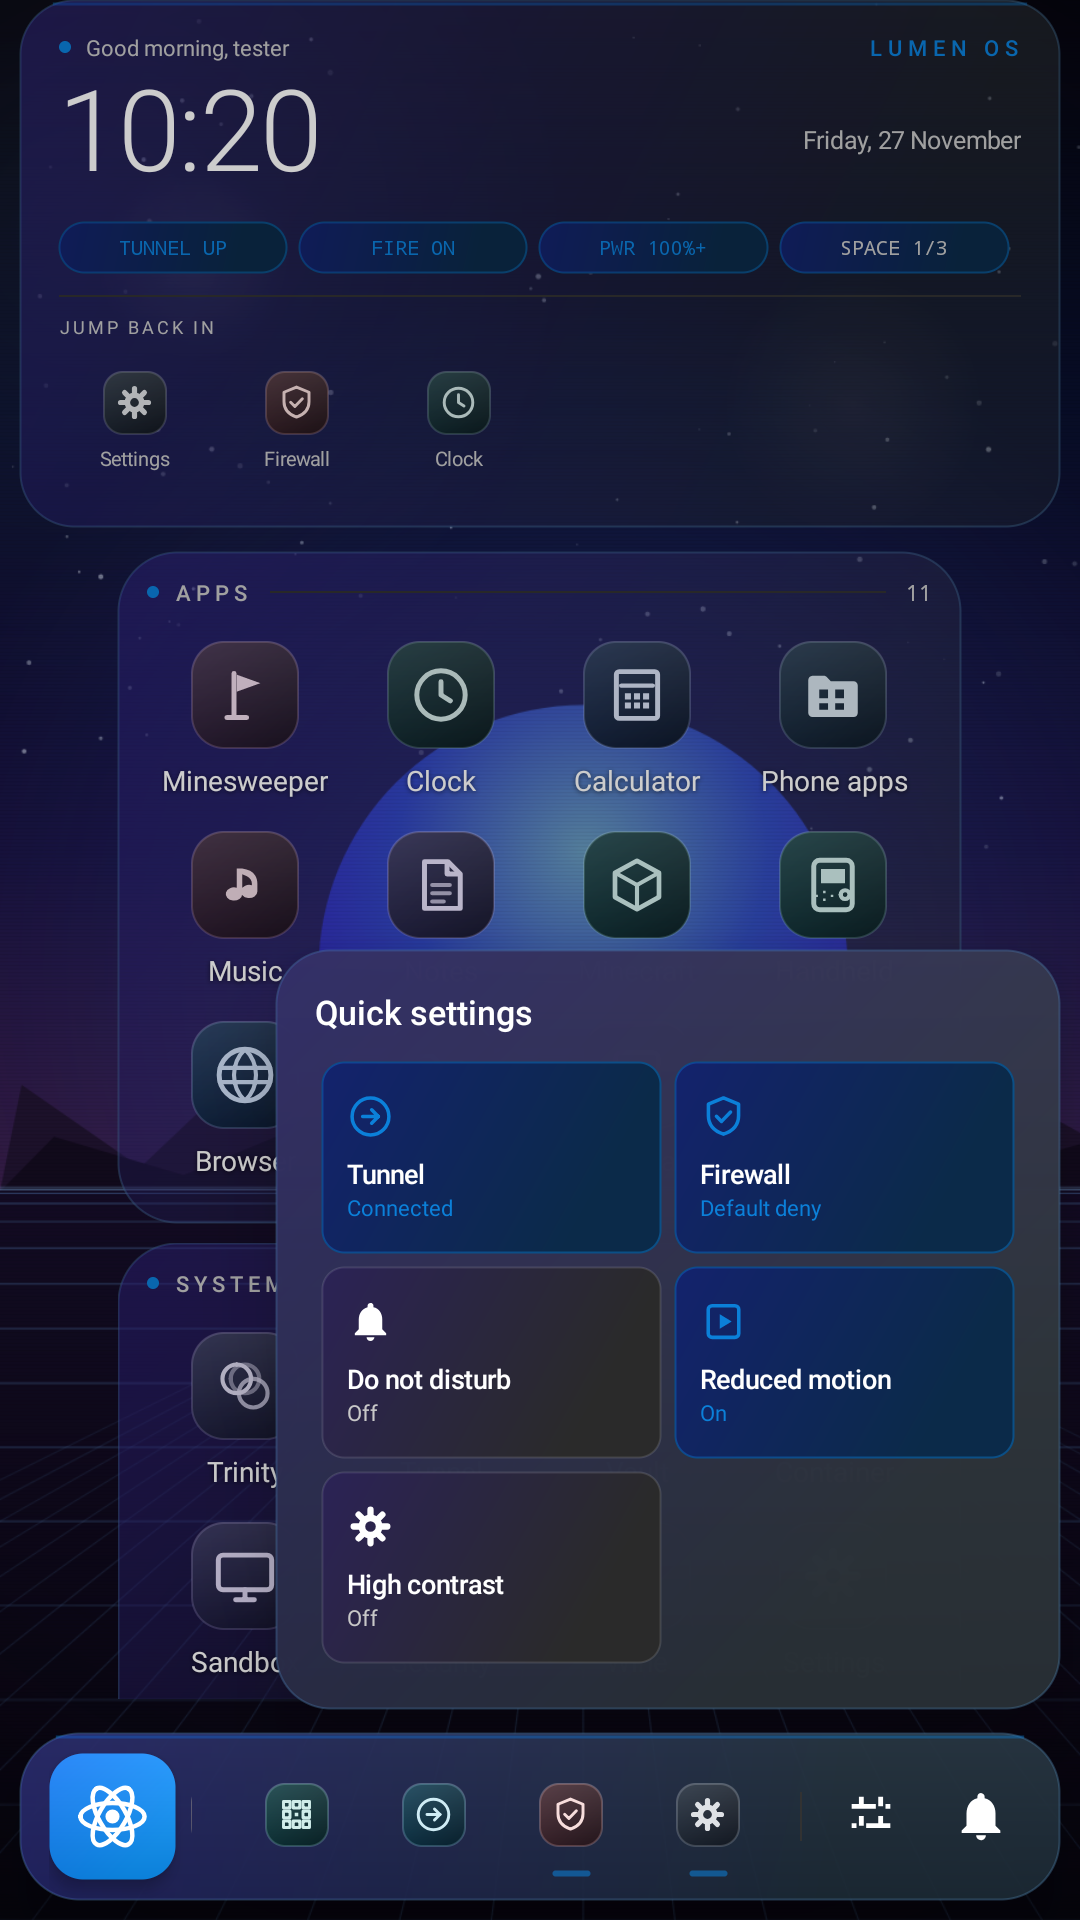 Good morning, tester
LUMEN OS
10:20
Friday, 27 November
TUNNEL UP
FIRE ON
PWR 100%+
SPACE 1/3
JUMP BACK IN
Settings
Firewall
Clock
APPS
11
Minesweeper
Clock
Calculator
Phone apps
Music
Browse
Quick settings
Tunnel
Connected
Firewall
Default deny
SYSTEM
Do not disturb
Off
Reduced motion
On
Trinity
High contrast
Off
Sandbo